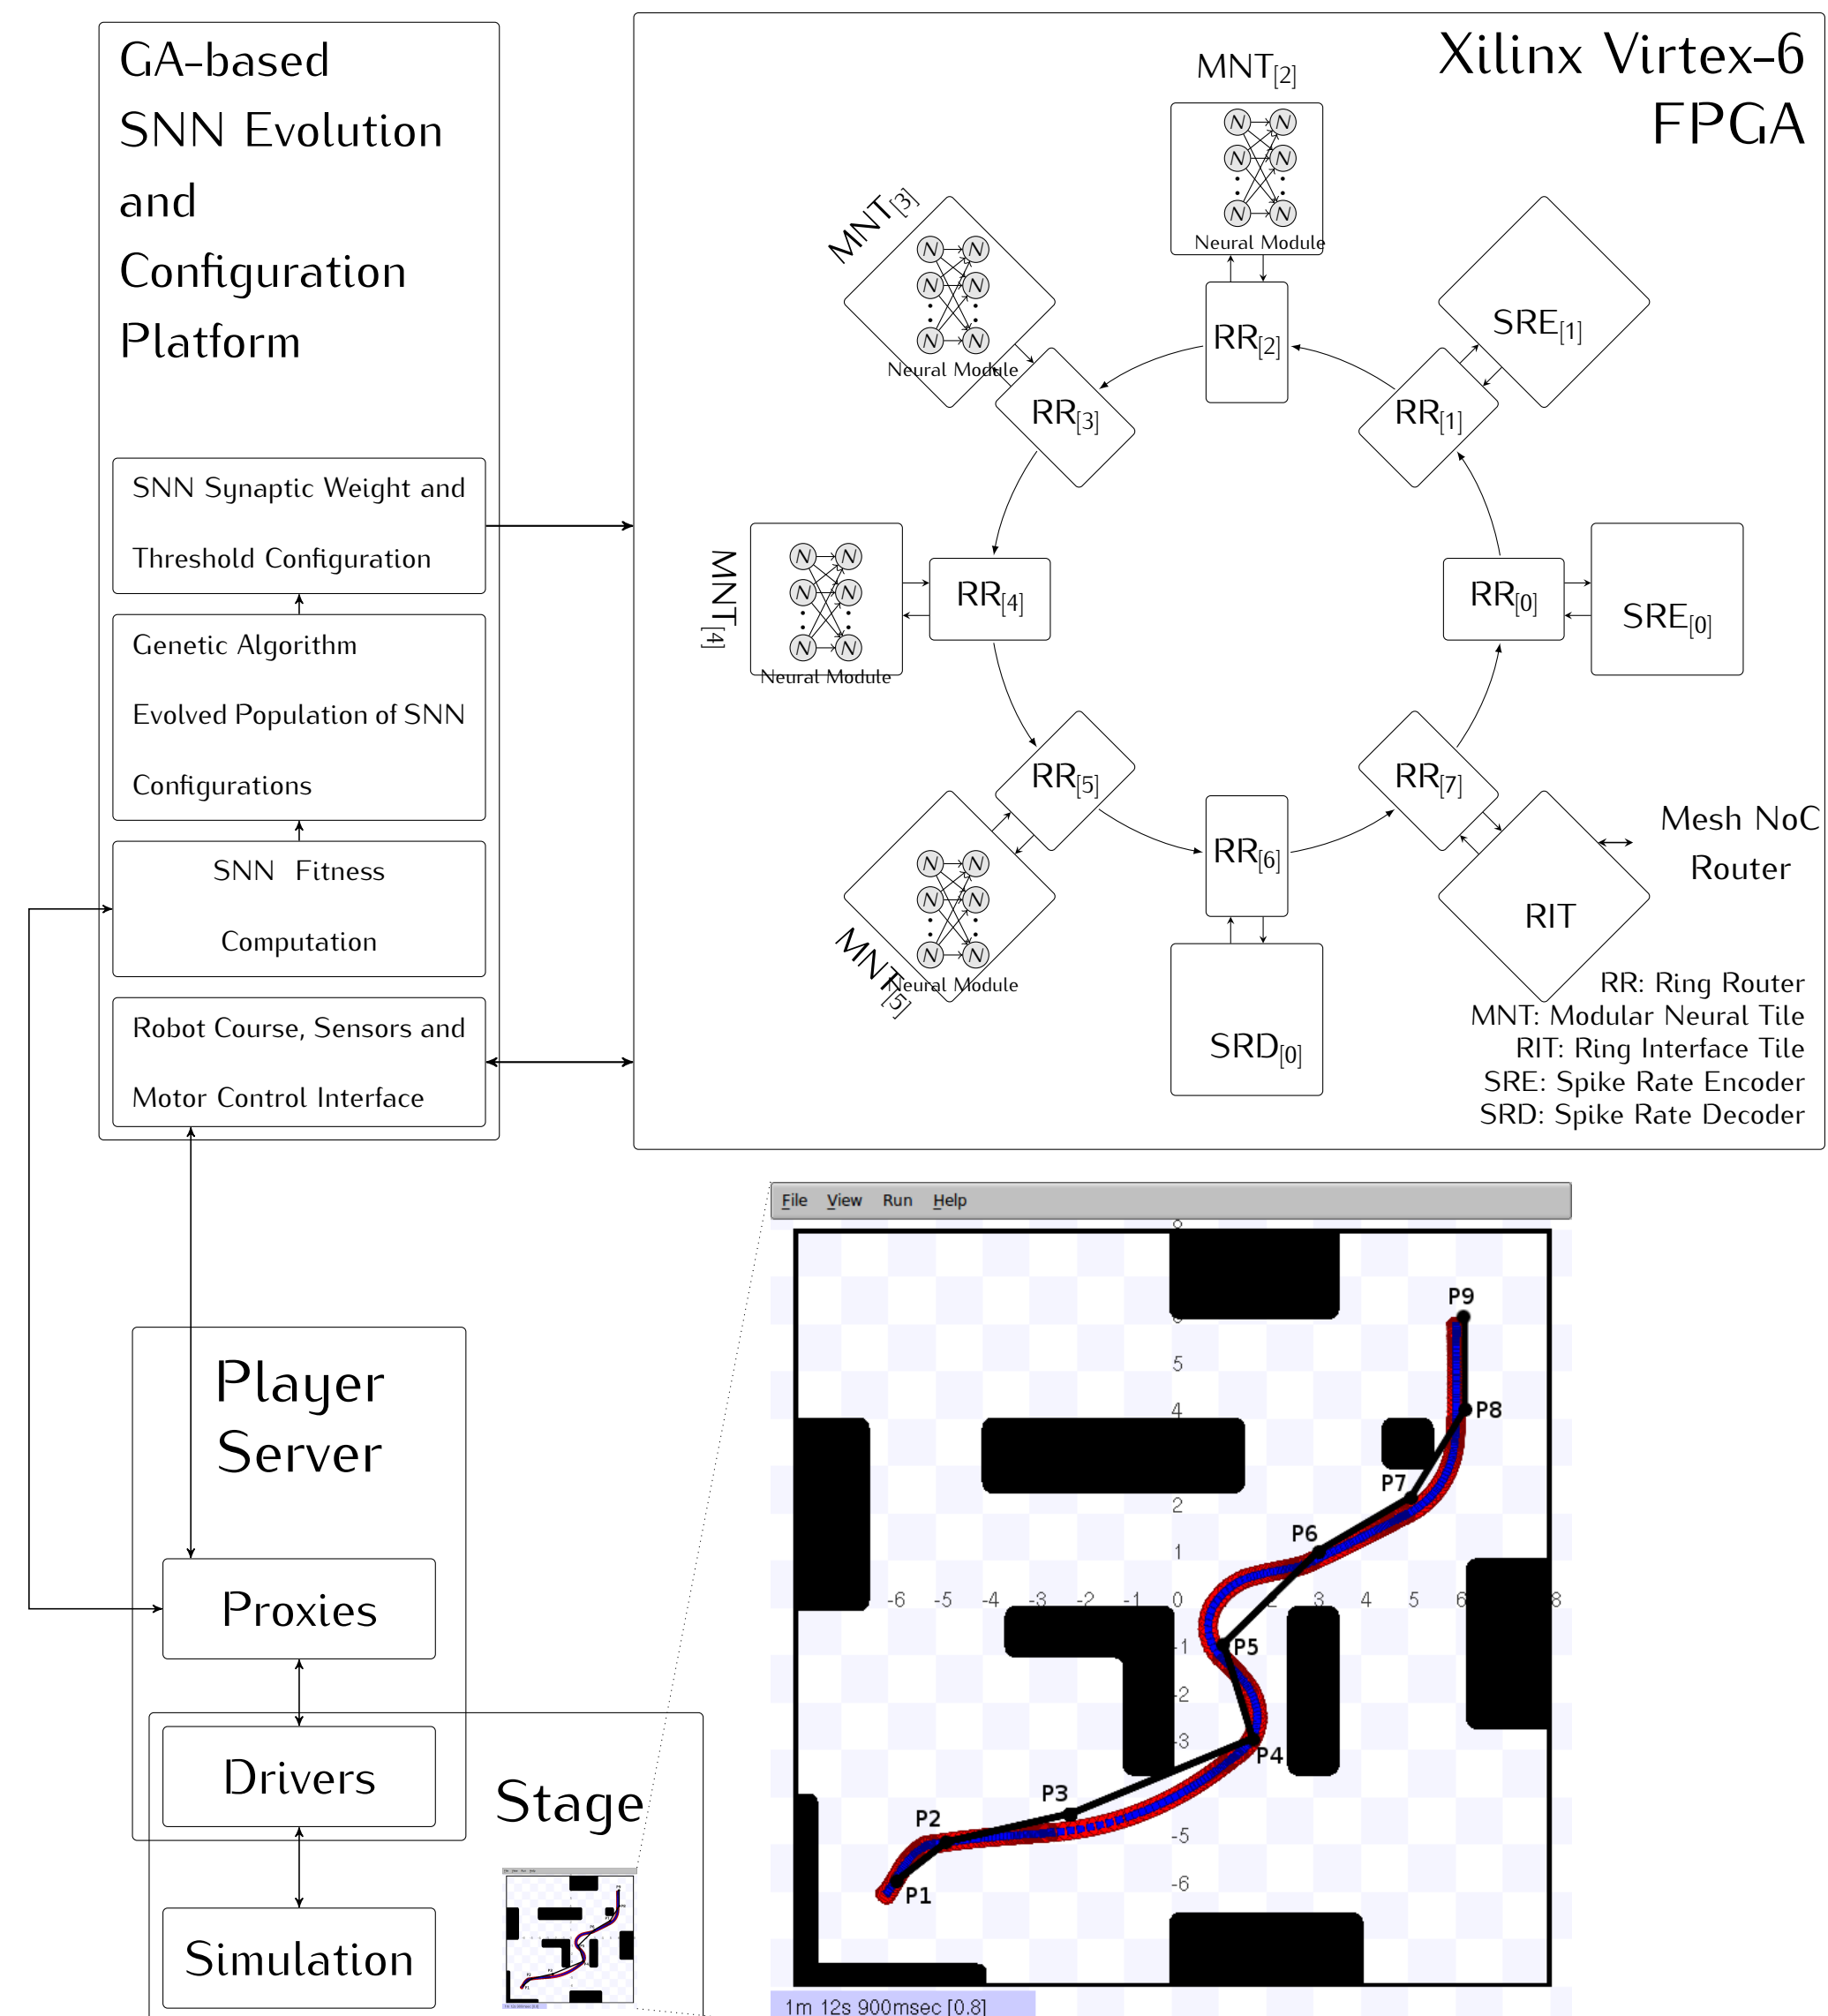 GA-based
SNN Evolution
and
Configuration
Platform
SNN Synaptic Weight and
Threshold Configuration
Genetic Algorithm
Evolved Population of SNN
Configurations
SNN Fitness
Computation
Robot Course, Sensors and
Motor Control Interface
Xilinx Virtex-6
FPGA
MNT[2]
N N
N N
N N
Neural Module
RR[2]
MNT[3]
N N
N N
N N
Neural Module
RR[3]
SRE[1]
RR[1]
MNT[4]
N N
N N
N N
Neural Module
RR[4]
RR[0]
SRE[0]
RR[5]
MNT[5]
N N
N N
N N
Neural Module
RR[6]
SRD[0]
RR[7]
RIT
Mesh NoC
Router
RR: Ring Router
MNT: Modular Neural Tile
RIT: Ring Interface Tile
SRE: Spike Rate Encoder
SRD: Spike Rate Decoder
Player
Server
Proxies
Drivers
Stage
Simulation
File View Run Help
P9
5
4
P8
P7
2
P6
1
-6 -5 -4 -3 -2 -1 0 2 3 4 5 6 8
-1
P5
-2
-3
P4
P3
P2
-5
-6
P1
1m 12s 900msec [0.8]